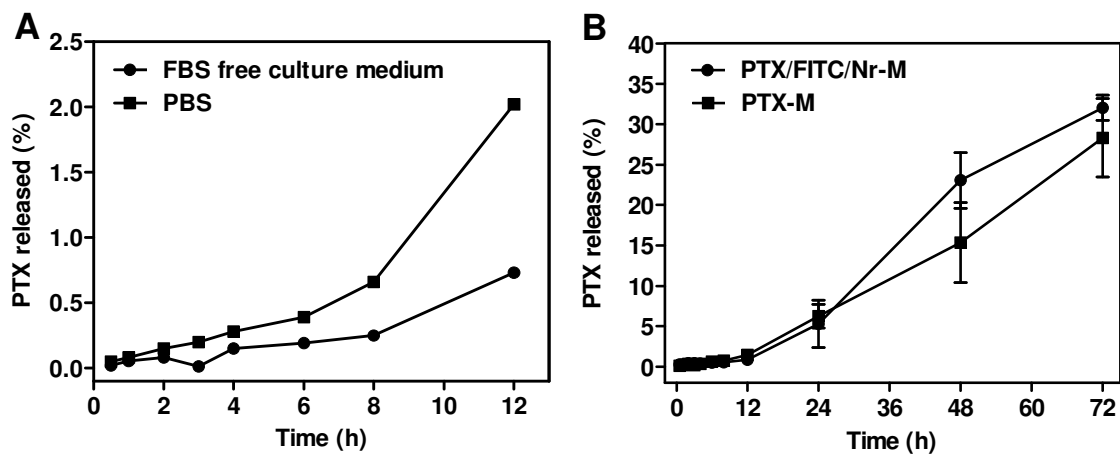 A
2.5
2.0
1.5
1.0
0.5
0.0
PTX released (%)
FBS free culture medium
PBS
0 2 4 6 8 10 12
Time (h)
B
40
35
30
25
20
15
10
5
0
PTX released (%)
PTX/FITC/Nr-M
PTX-M
0 12 24 36 48 60 72
Time (h)